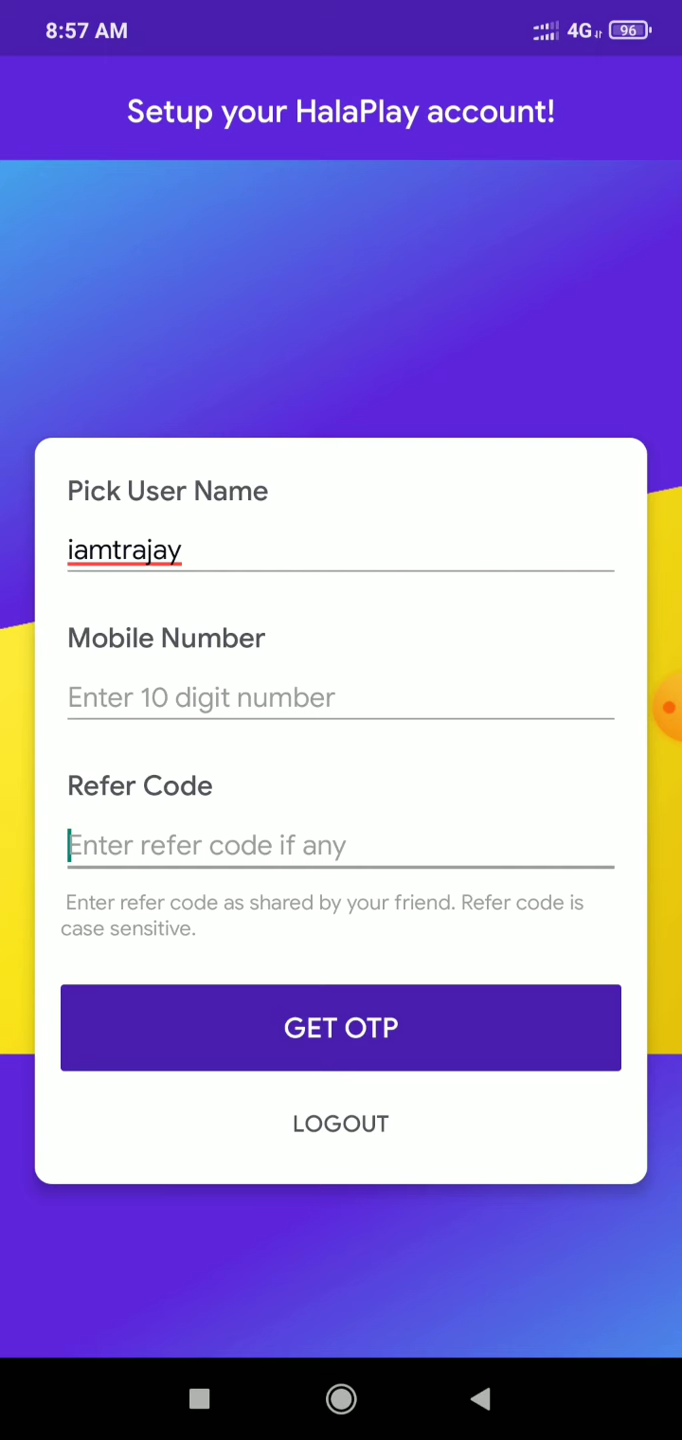 8:57 AM
4G
96
Setup your HalaPlay account!
Pick User Name
iamtrajay
Mobile Number
Enter 10 digit number
Refer Code
Enter refer code if any
Enter refer code as shared by your friend. Refer code is
case sensitive.
GET OTP
LOGOUT